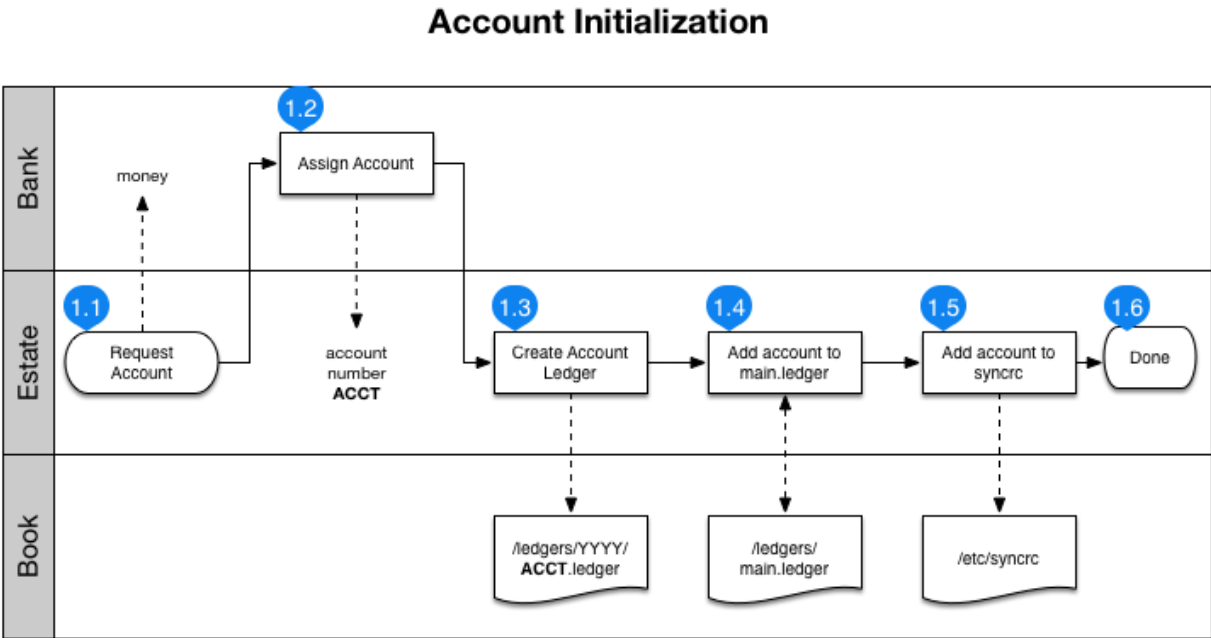 Account Initialization
Bank
1.2
Assign Account
money
Estate
1.1
Request
Account
account
number
ACCT
1.3
Create Account
Ledger
1.4
Add account to
main.ledger
1.5
Add account to
syncrc
1.6
Done
Book
/ledgers/YYYY/
ACCT.ledger
/ledgers/
main.ledger
/etc/syncrc